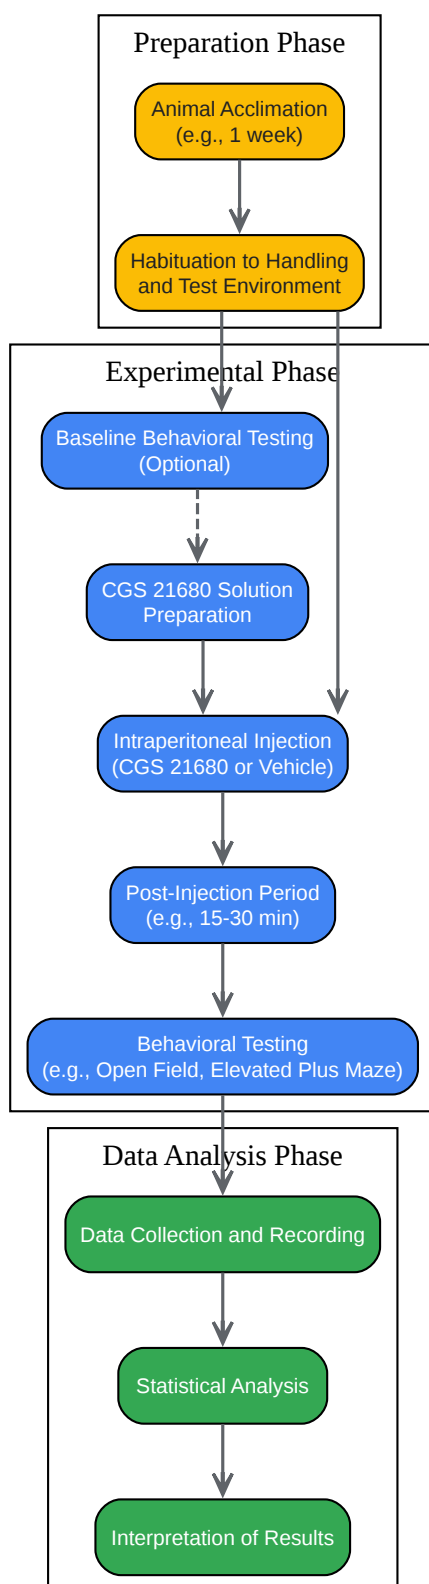 Preparation Phase
Animal Acclimation
(e.g., 1 week)
Habituation to Handling
and Test Environment
Experimental Phase
Baseline Behavioral Testing
(Optional)
CGS 21680 Solution
Preparation
Intraperitoneal Injection
(CGS 21680 or Vehicle)
Post-Injection Period
(e.g., 15-30 min)
Behavioral Testing
(e.g., Open Field, Elevated Plus Maze)
Data Analysis Phase
Data Collection and Recording
Statistical Analysis
Interpretation of Results